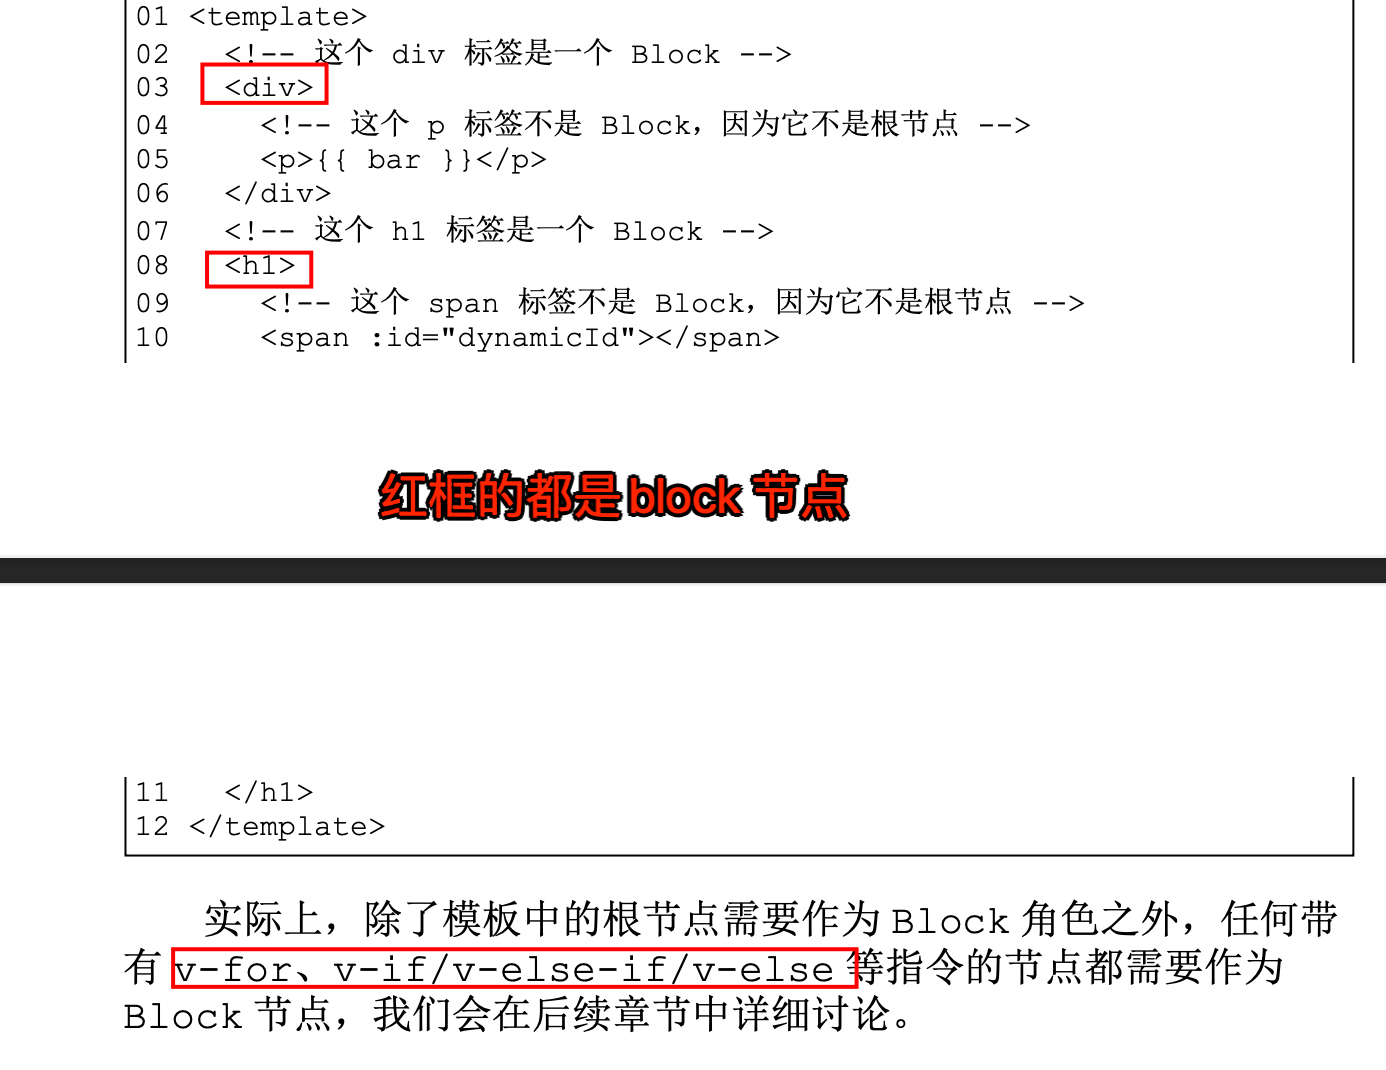 01 <template>
02   <!-- 这个 div 标签是一个 Block -->
03   <div>
04     <!-- 这个 p 标签不是 Block，因为它不是根节点 -->
05     <p>{{ bar }}</p>
06   </div>
07   <!-- 这个 h1 标签是一个 Block -->
08   <h1>
09     <!-- 这个 span 标签不是 Block，因为它不是根节点 -->
10     <span :id="dynamicId"></span>
红框的都是 block 节点
11   </h1>
12 </template>
实际上，除了模板中的根节点需要作为 Block 角色之外，任何带
有 v-for、v-if/v-else-if/v-else 等指令的节点都需要作为
Block 节点，我们会在后续章节中详细讨论。